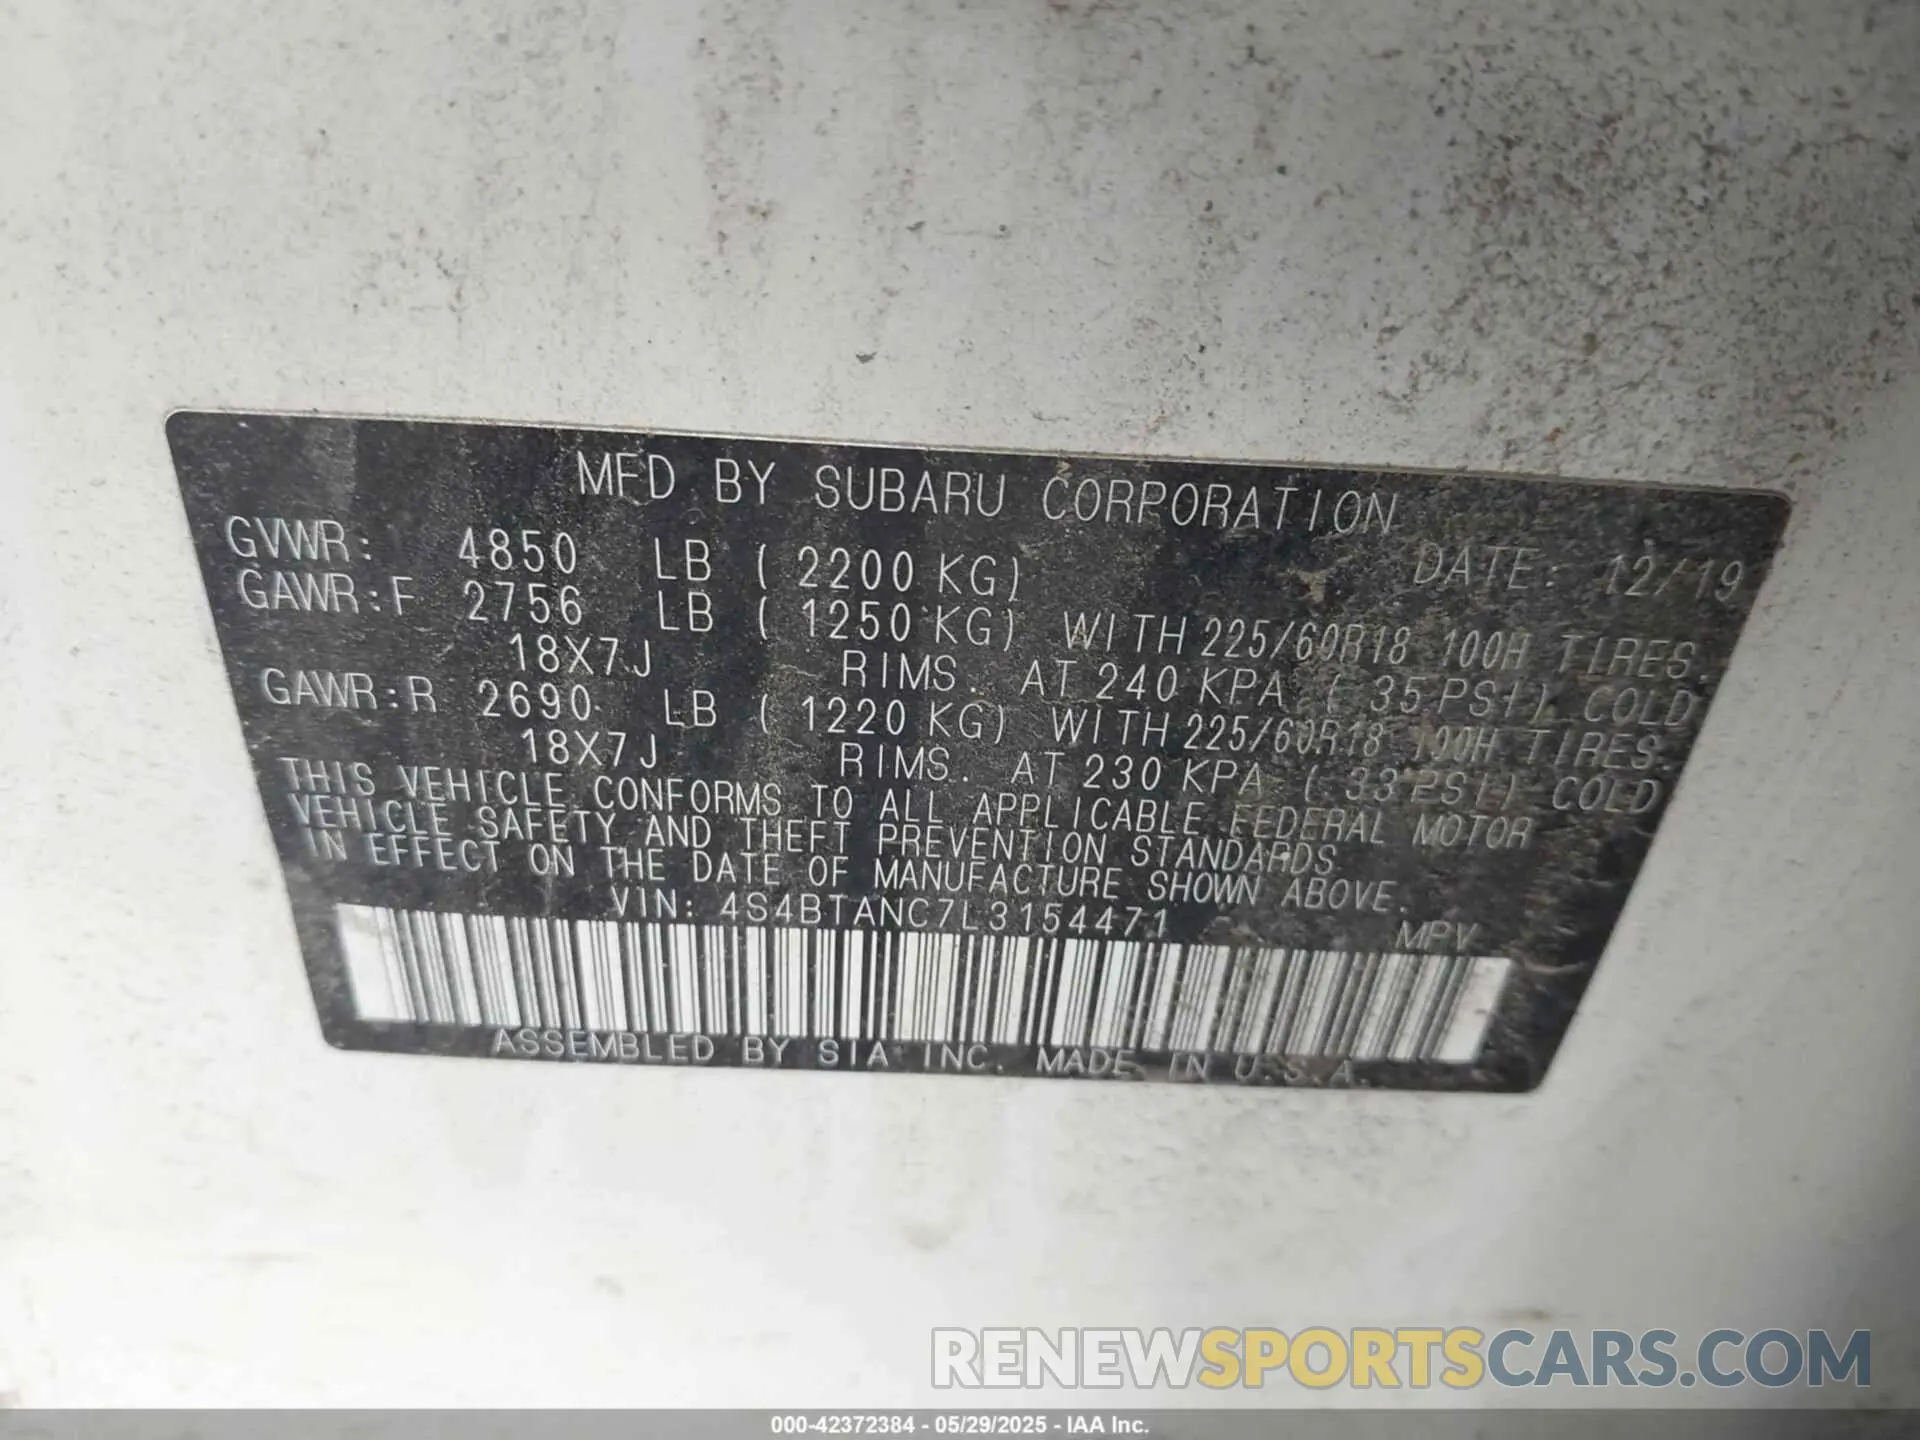 MFD BY SUBARU CORPORATION
GVWR: 4850 LB ( 2200 KG) DATE: 12/19
GAWR:F 2756 LB ( 1250 KG) WITH 225/60R18 100H TIRES.
18X7J RIMS. AT 240 KPA ( 35 PSI) COLD
GAWR:R 2690 LB ( 1220 KG) WITH 225/60R18 100H TIRES.
18X7J RIMS. AT 230 KPA ( 33 PSI) COLD
THIS VEHICLE CONFORMS TO ALL APPLICABLE FEDERAL MOTOR
VEHICLE SAFETY AND THEFT PREVENTION STANDARDS
IN EFFECT ON THE DATE OF MANUFACTURE SHOWN ABOVE.
VIN: 4S4BTANC7L3154471 MPV
ASSEMBLED BY SIA INC. MADE IN U.S.A.
RENEWSPORTSCARS.COM
000-42372384 - 05/29/2025 - IAA Inc.